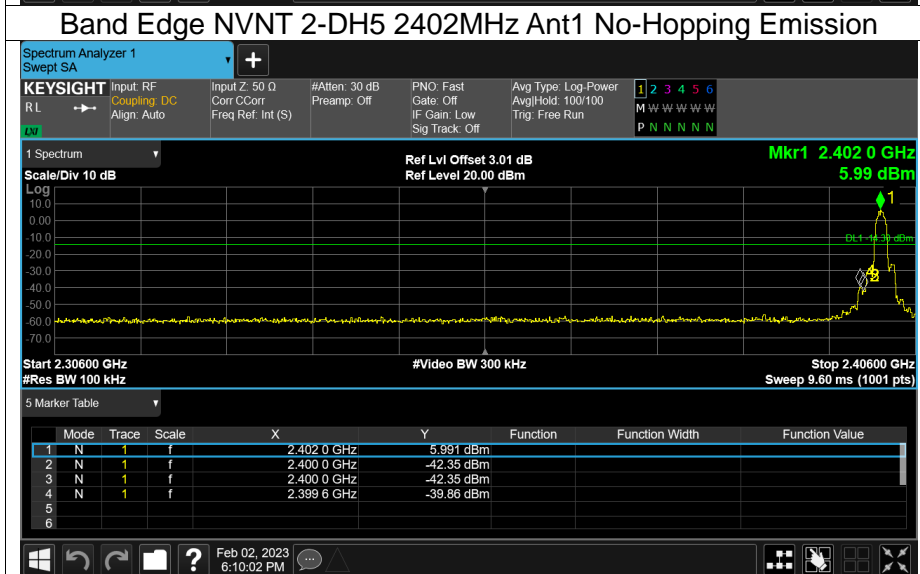 Band Edge NVNT 2-DH5 2402MHz Ant1 No-Hopping Emission
Spectrum Analyzer 1
Swept SA
+
KEYSIGHT Input: RF Input Z: 50 Ω #Atten: 30 dB PNO: Fast Avg Type: Log-Power 1 2 3 4 5 6
R L Coupling: DC Corr CCorr Preamp: Off Gate: Off Avg|Hold: 100/100 M W W W W W
Align: Auto Freq Ref: Int (S) IF Gain: Low Trig: Free Run
LXI Sig Track: Off P N N N N N
1 Spectrum Ref Lvl Offset 3.01 dB Mkr1 2.402 0 GHz
Scale/Div 10 dB Ref Level 20.00 dBm 5.99 dBm
Log
1
10.0
0.00
-10.0 DL1 -14.30 dBm
-20.0
-30.0
-40.0
-50.0
-60.0
-70.0
Start 2.30600 GHz #Video BW 300 kHz Stop 2.40600 GHz
#Res BW 100 kHz Sweep 9.60 ms (1001 pts)
5 Marker Table
Mode Trace Scale X Y Function Function Width Function Value
1 N 1 f 2.402 0 GHz 5.991 dBm
2 N 1 f 2.400 0 GHz -42.35 dBm
3 N 1 f 2.400 0 GHz -42.35 dBm
4 N 1 f 2.399 6 GHz -39.86 dBm
5
6
? Feb 02, 2023
6:10:02 PM